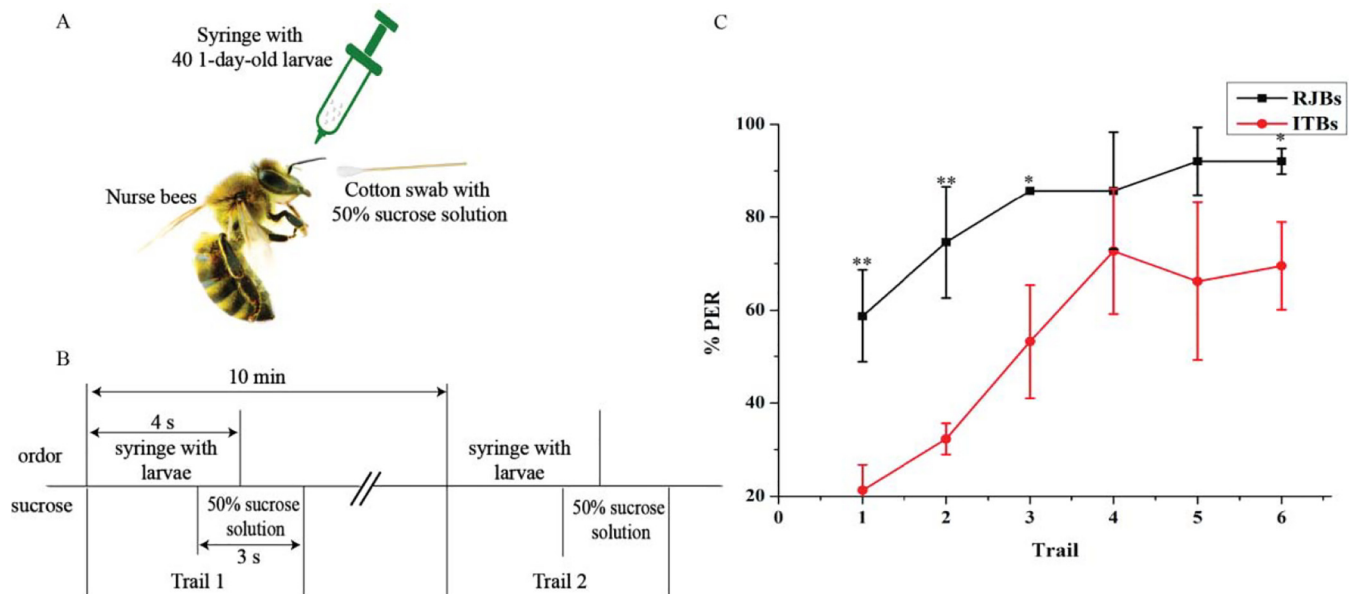 A
Syringe with
40 1-day-old larvae
Nurse bees
Cotton swab with
50% sucrose solution
B
10 min
4 s
ordor
syringe with
larvae
syringe with
larvae
sucrose
50% sucrose
solution
3 s
50% sucrose
solution
Trail 1
Trail 2
C
RJBs
ITBs
100
80
60
40
20
% PER
**
**
*
*
0 1 2 3 4 5 6
Trail